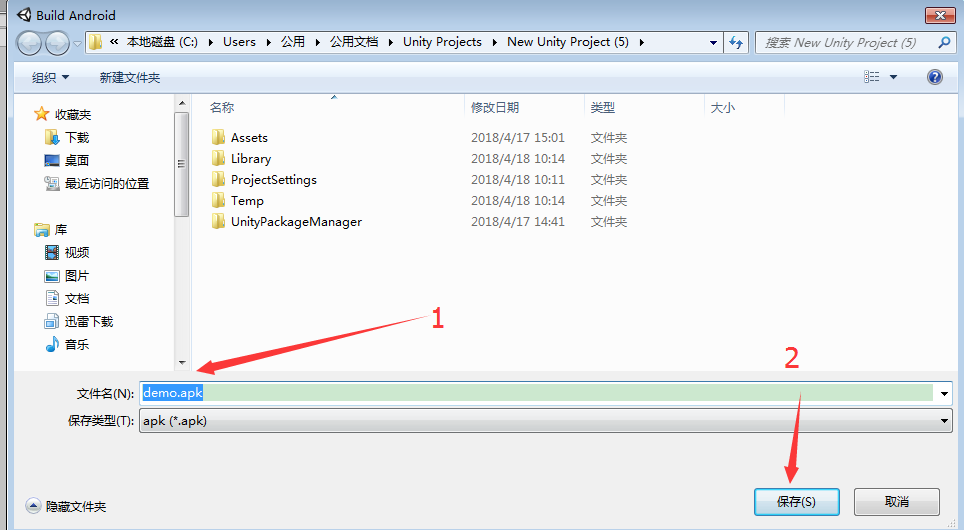 Build Android
« 本地磁盘 (C:) ▸ Users ▸ 公用 ▸ 公用文档 ▸ Unity Projects ▸ New Unity Project (5) ▸
搜索 New Unity Project (5)
组织 新建文件夹
收藏夹
下载
桌面
最近访问的位置
库
视频
图片
文档
迅雷下载
音乐
名称 修改日期 类型 大小
Assets 2018/4/17 15:01 文件夹
Library 2018/4/18 10:14 文件夹
ProjectSettings 2018/4/18 10:11 文件夹
Temp 2018/4/18 10:14 文件夹
UnityPackageManager 2018/4/17 14:41 文件夹
1
文件名(N): demo.apk
保存类型(T): apk (*.apk)
2
隐藏文件夹
保存(S) 取消